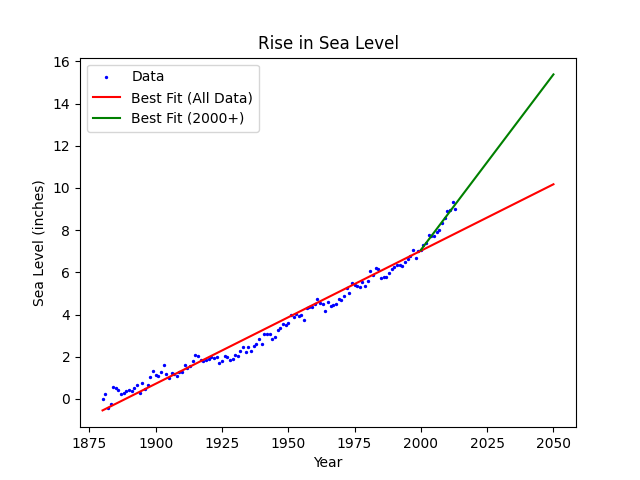 Rise in Sea Level
Data
Best Fit (All Data)
Best Fit (2000+)
Sea Level (inches)
16
14
12
10
8
6
4
2
0
1875 1900 1925 1950 1975 2000 2025 2050
Year